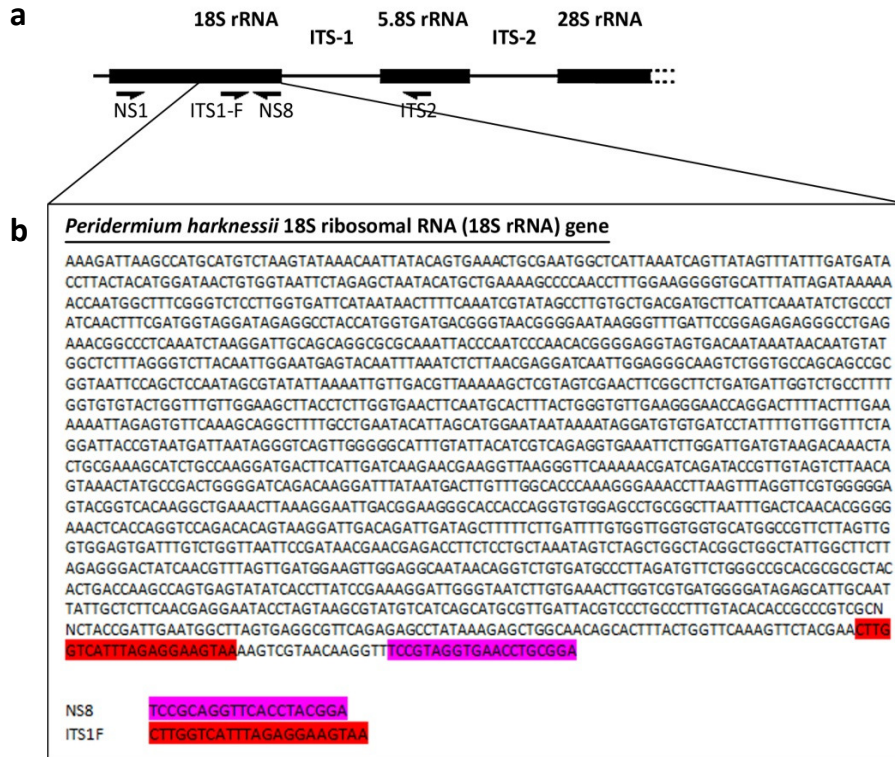 a
18S rRNA 5.8S rRNA 28S rRNA
ITS-1 ITS-2
NS1 ITS1-F NS8 ITS2
b
Peridermium harknessii 18S ribosomal RNA (18S rRNA) gene
AAAGATTAAGCCATGCATGTCTAAGTATAAACAATTATACAGTGAAACTGCGAATGGCTCATTAAATCAGTTATAGTTTATTTGATGATA
CCTTACTACATGGATAACTGTGGTAATTCTAGAGCTAATACATGCTGAAAAGCCCCAACCTTTGGAAGGGGTGCATTTATTAGATAAAAA
ACCAATGGCTTTCGGGTCTCCTTGGTGATTCATAATAACTTTTCAAATCGTATAGCCTTGTGCTGACGATGCTTCATTCAAATATCTGCCCT
ATCAACTTTCGATGGTAGGATAGAGGCCTACCATGGTGATGACGGGTAACGGGGAATAAGGGTTTGATTCCGGAGAGAGGGCCTGAG
AAACGGCCCTCAAATCTAAGGATTGCAGCAGGCGCGCAAATTACCCAATCCCAACACGGGGAGGTAGTGACAATAAATAACAATGTAT
GGCTCTTTAGGGTCTTACAATTGGAATGAGTACAATTTAAATCTCTTAACGAGGATCAATTGGAGGGCAAGTCTGGTGCCAGCAGCCGC
GGTAATTCCAGCTCCAATAGCGTATATTAAAATTGTTGACGTTAAAAAGCTCGTAGTCGAACTTCGGCTTCTGATGATTGGTCTGCCTTTT
GGTGTGTACTGGTTTGTTGGAAGCTTACCTCTTGGTGAACTTCAATGCACTTTACTGGGTGTTGAAGGGAACCAGGACTTTTACTTTGAA
AAAATTAGAGTGTTCAAAGCAGGCTTTTGCCTGAATACATTAGCATGGAATAATAAAATAGGATGTGTGATCCTATTTTGTTGGTTTCTA
GGATTACCGTAATGATTAATAGGGTCAGTTGGGGGCATTTGTATTACATCGTCAGAGGTGAAATTCTTGGATTGATGTAAGACAAACTA
CTGCGAAAGCATCTGCCAAGGATGACTTCATTGATCAAGAACGAAGGTTAAGGGTTCAAAAACGATCAGATACCGTTGTAGTCTTAACA
GTAAACTATGCCGACTGGGGATCAGACAAGGATTTATAATGACTTGTTTGGCACCCAAAGGGAAACCTTAAGTTTAGGTTCGTGGGGGA
GTACGGTCACAAGGCTGAAACTTAAAGGAATTGACGGAAGGGCACCACCAGGTGTGGAGCCTGCGGCTTAATTTGACTCAACACGGGG
AAACTCACCAGGTCCAGACACAGTAAGGATTGACAGATTGATAGCTTTTTCTTGATTTTGTGGTTGGTGGTGCATGGCCGTTCTTAGTTG
GTGGAGTGATTTGTCTGGTTAATTCCGATAACGAACGAGACCTTCTCCTGCTAAATAGTCTAGCTGGCTACGGCTGGCTATTGGCTTCTT
AGAGGGACTATCAACGTTTAGTTGATGGAAGTTGGAGGCAATAACAGGTCTGTGATGCCCTTAGATGTTCTGGGCCGCACGCGCGCTAC
ACTGACCAAGCCAGTGAGTATATCACCTTATCCGAAAGGATTGGGTAATCTTGTGAAACTTGGTCGTGATGGGGATAGAGCATTGCAAT
TATTGCTCTTCAACGAGGAATACCTAGTAAGCGTATGTCATCAGCATGCGTTGATTACGTCCCTGCCCTTTGTACACACCGCCCGTCGCN
NCTACCGATTGAATGGCTTAGTGAGGCGTTCAGAGAGCCTATAAAGAGCTGGCAACAGCACTTTACTGGTTCAAAGTTCTACGAACTTG
GTCATTTAGAGGAAGTAAAAGTCGTAACAAGGTTTCCGTAGGTGAACCTGCGGA
NS8 TCCGCAGGTTCACCTACGGA
ITS1F CTTGGTCATTTAGAGGAAGTAA